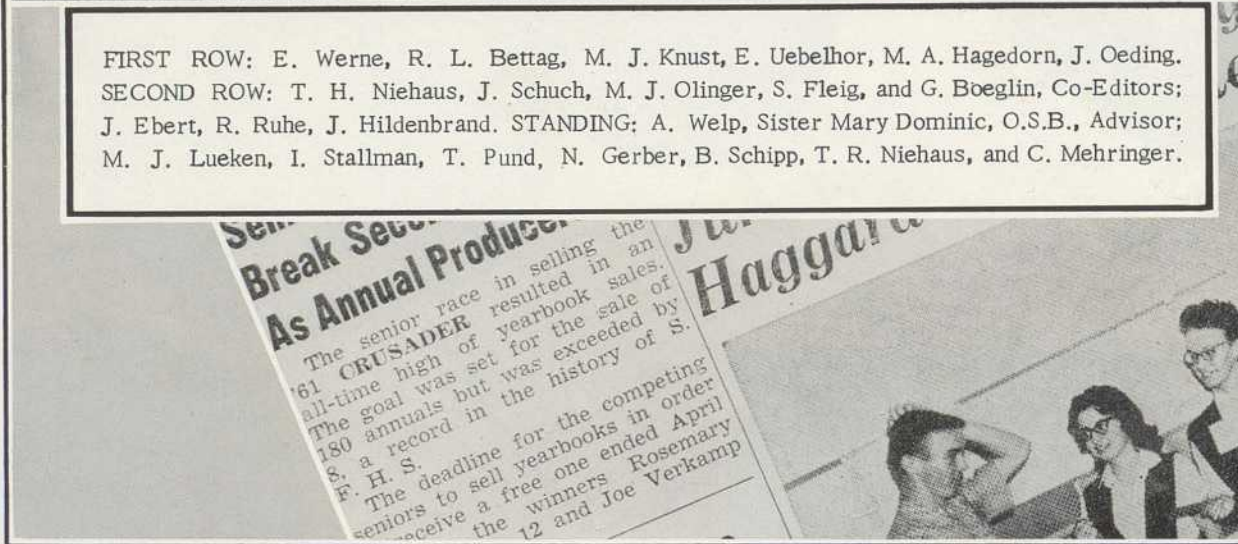 FIRST ROW: E. Werne, R. L. Bettag, M. J. Knust, E. Uebelhor, M. A. Hagedorn, J. Oeding.
SECOND ROW: T. H. Niehaus, J. Schuch, M. J. Olinger, S. Fleig, and G. Boeglin, Co-Editors;
J. Ebert, R. Ruhe, J. Hildenbrand. STANDING: A. Welp, Sister Mary Dominic, O.S.B., Advisor;
M. J. Lueken, I. Stallman, T. Pund, N. Gerber, B. Schipp, T. R. Niehaus, and C. Mehringer.
Break
As Annual Producer
The senior race in selling the
'61 CRUSADER resulted in an
all-time high of yearbook sales.
The goal was set for the sale of
180 annuals but was exceeded by
8, a record in the history of S.
F. H. S.
The deadline for the competing
seniors to sell yearbooks in order
receive a free one ended April
the winners Rosemary
12 and Joe Verkamp
Haggard